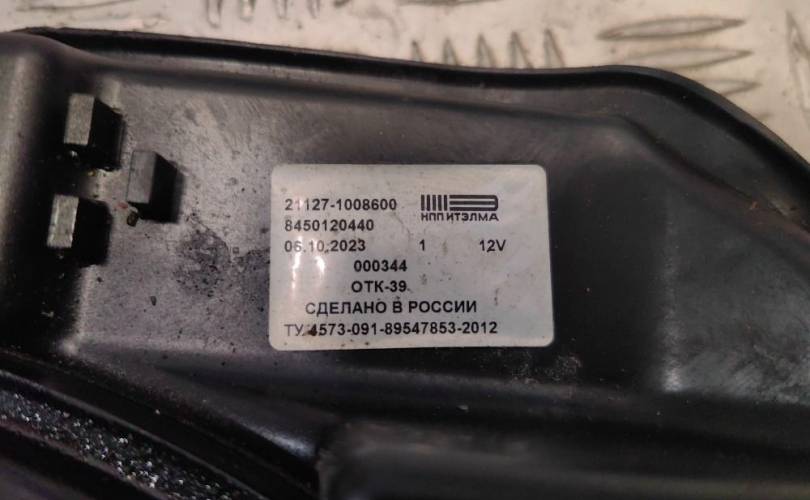 21127-1008600
НПП ИТЭЛМА
8450120440
06.10.2023 1 12V
000344
ОТК-39
СДЕЛАНО В РОССИИ
ТУ 4573-091-89547853-2012